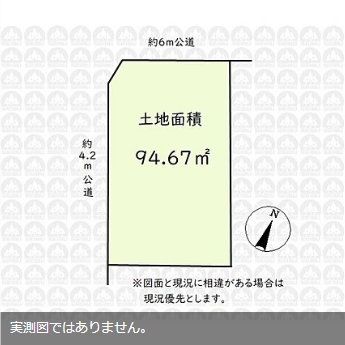 約6m公道
土地面積
94.67㎡
約4.2m公道
N
※図面と現況に相違がある場合は
現況優先とします。
実測図ではありません。